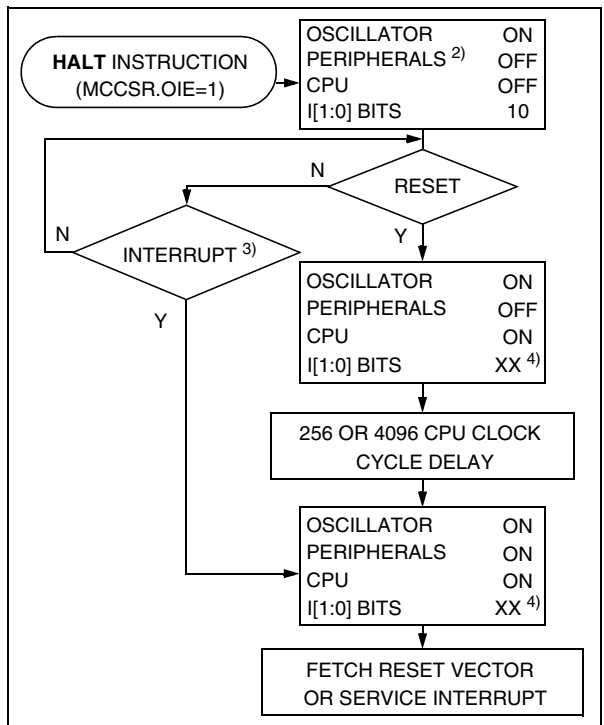 HALT INSTRUCTION
(MCCSR.OIE=1)
OSCILLATOR ON
PERIPHERALS 2) OFF
CPU OFF
I[1:0] BITS 10
RESET
N
Y
INTERRUPT 3)
N
Y
OSCILLATOR ON
PERIPHERALS OFF
CPU ON
I[1:0] BITS XX 4)
256 OR 4096 CPU CLOCK
CYCLE DELAY
OSCILLATOR ON
PERIPHERALS ON
CPU ON
I[1:0] BITS XX 4)
FETCH RESET VECTOR
OR SERVICE INTERRUPT